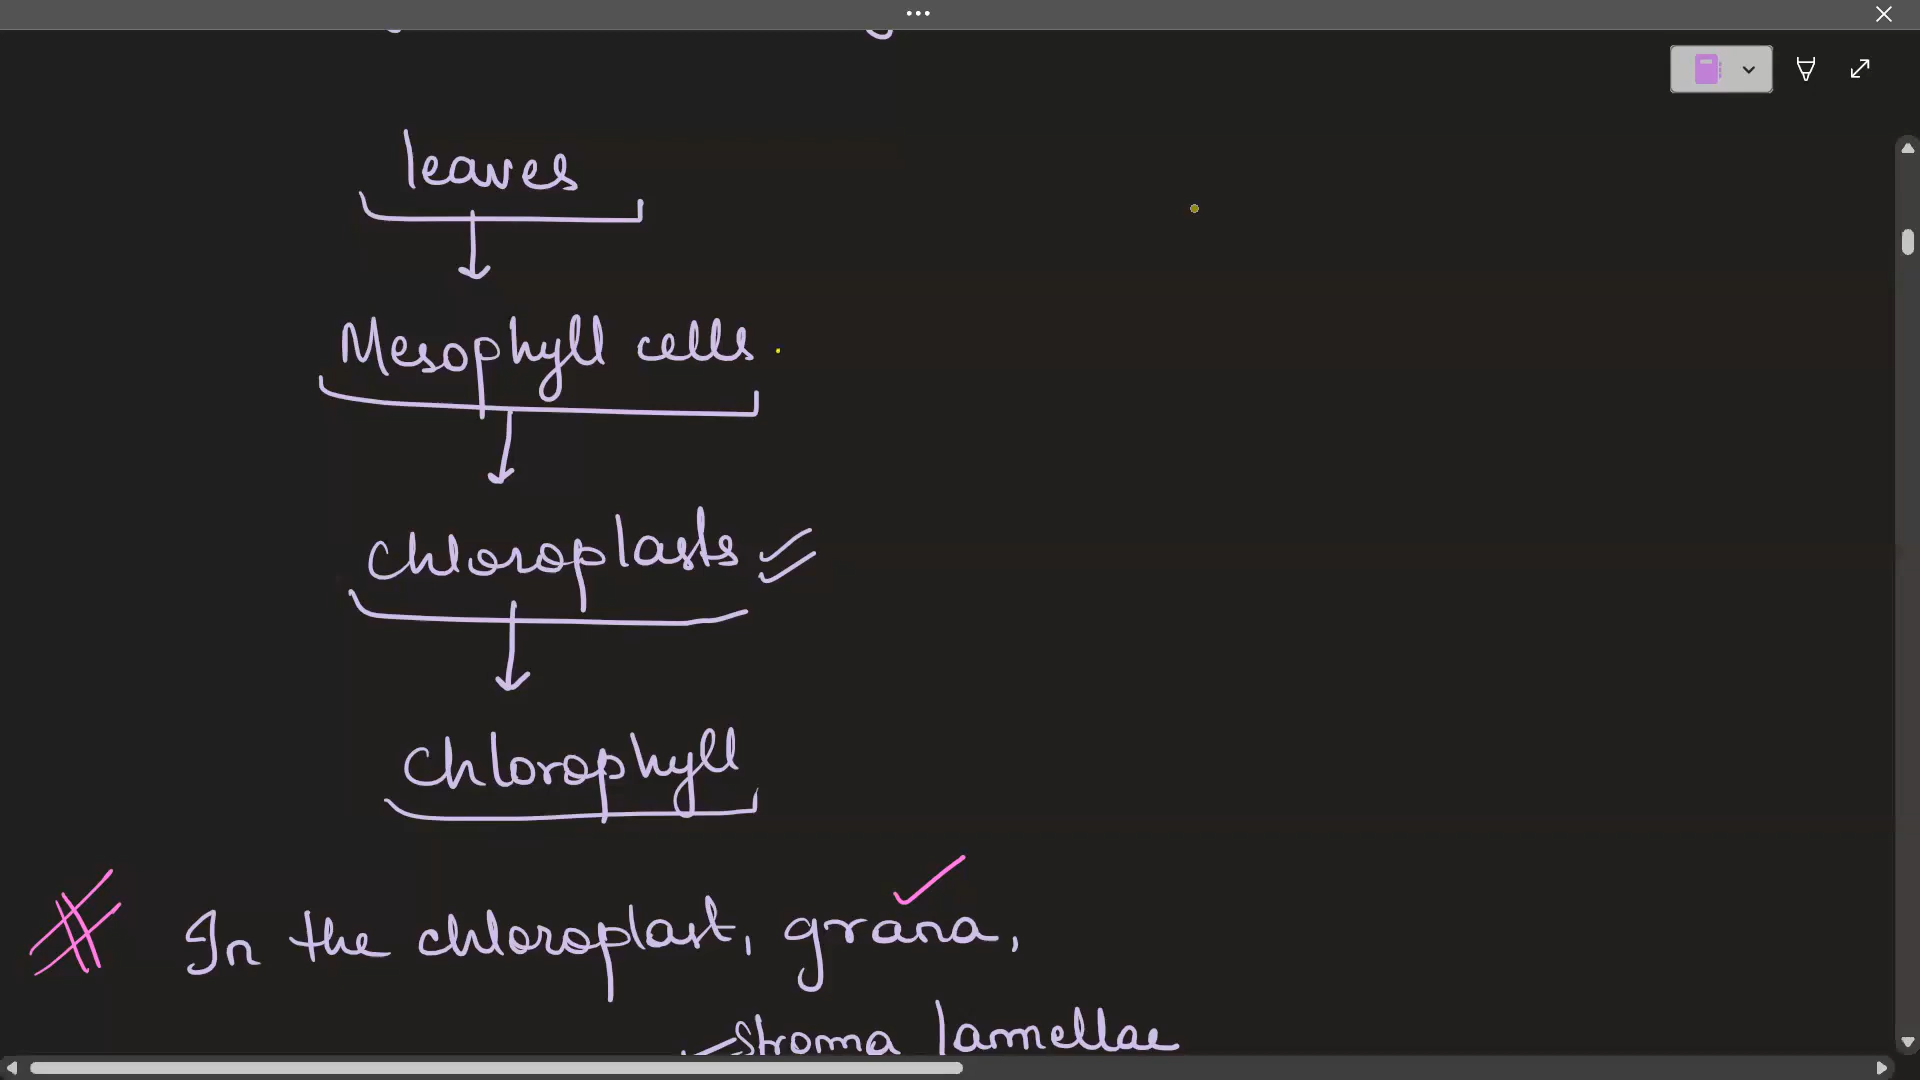 leaves
Mesophyll cells
chloroplasts
chlorophyll
In the chloroplast, grana,
stroma lamellae